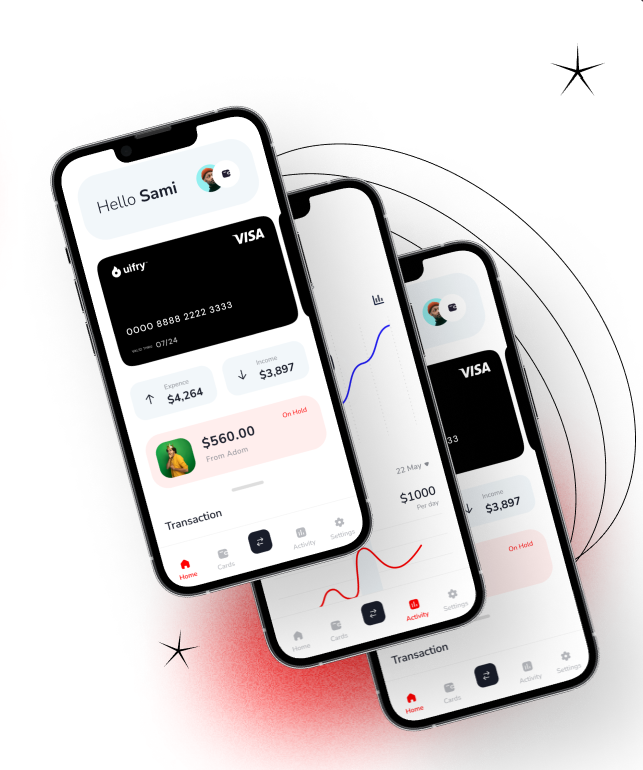 Hello Sami
VISA
uifry
0000 8888 2222 3333
07/24
Expence
$4,264
Income
$3,897
On Hold
$560.00
From Adom
Transaction
Home
Cards
Activity
Settings
22 May
$1000
Per day
Home
Cards
Activity
Settings
VISA
33
Income
$3,897
On Hold
Transaction
Home
Cards
Activity
Settings